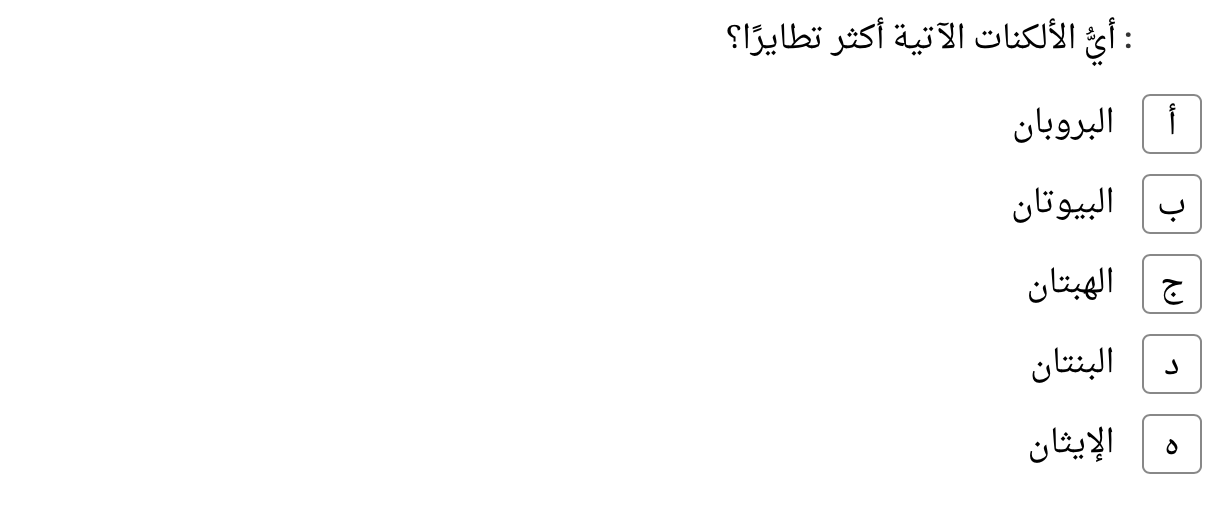 : أيُّ الألكنات الآتية أكثر تطايرًا؟
أ البروبان
ب البيوتان
ج الهبتان
د البنتان
ه الإيثان